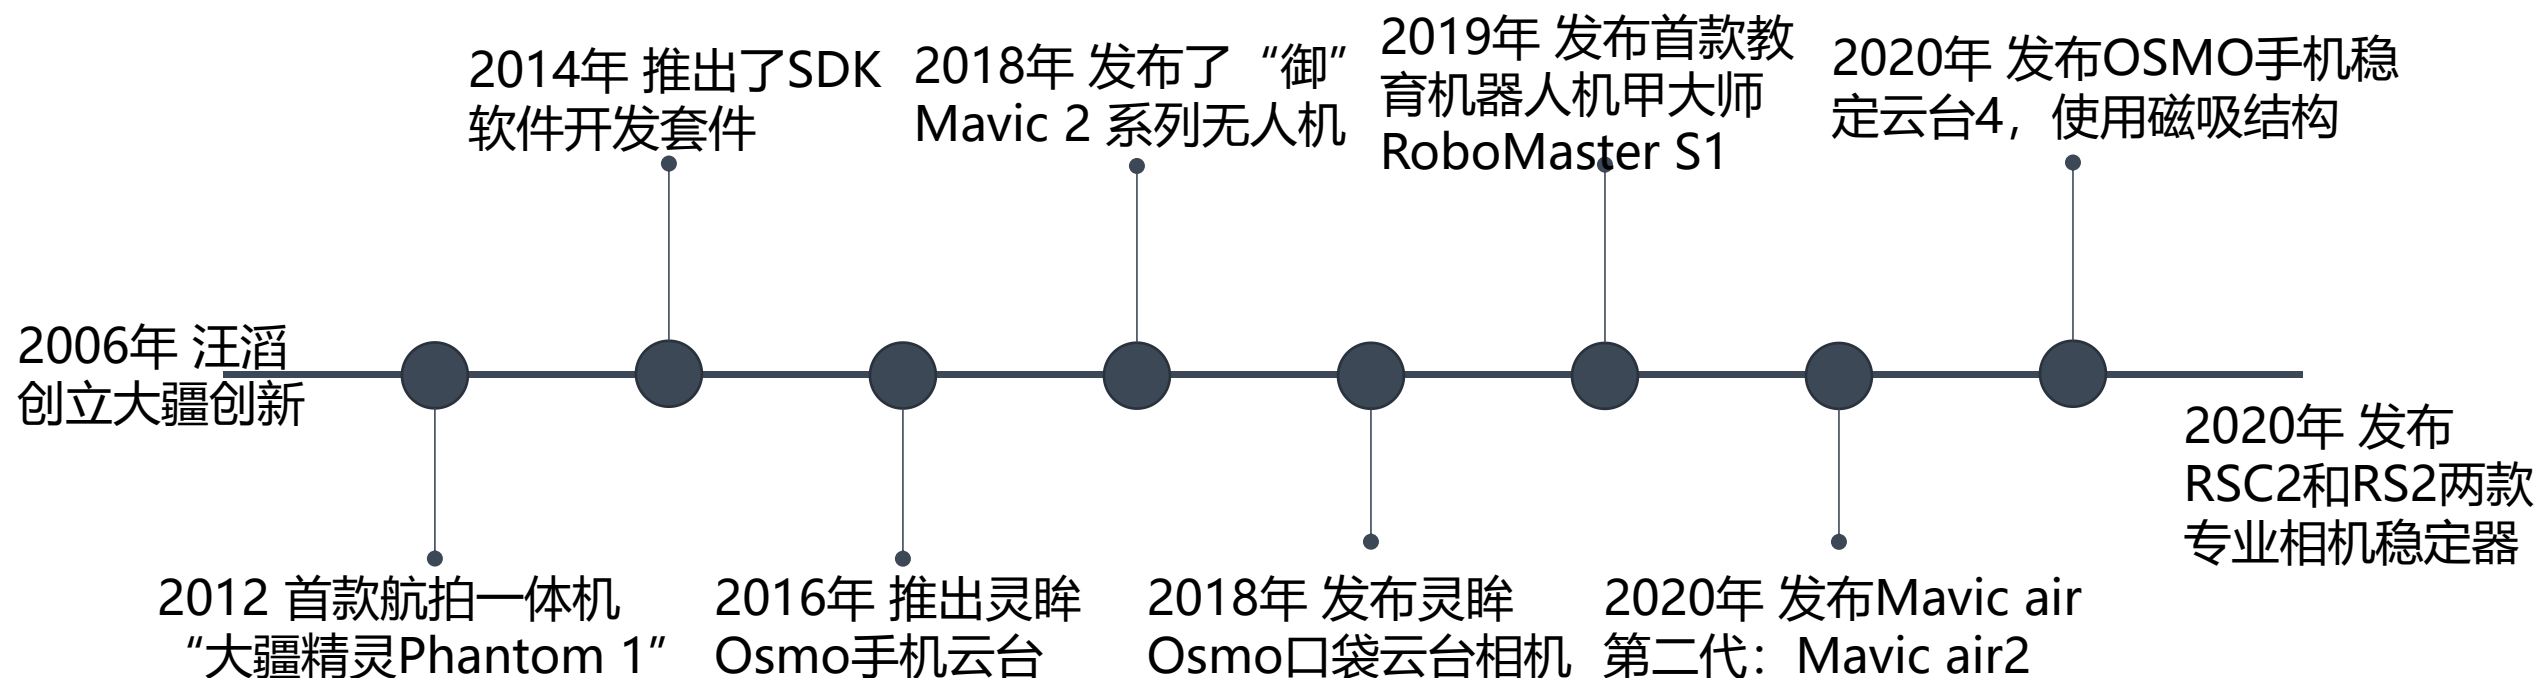 2006年 汪滔
创立大疆创新
2012 首款航拍一体机
“大疆精灵Phantom 1”
2014年 推出了SDK
软件开发套件
2016年 推出灵眸
Osmo手机云台
2018年 发布了“御”
Mavic 2 系列无人机
2018年 发布灵眸
Osmo口袋云台相机
2019年 发布首款教
育机器人机甲大师
RoboMaster S1
2020年 发布Mavic air
第二代：Mavic air2
2020年 发布OSMO手机稳
定云台4，使用磁吸结构
2020年 发布
RSC2和RS2两款
专业相机稳定器